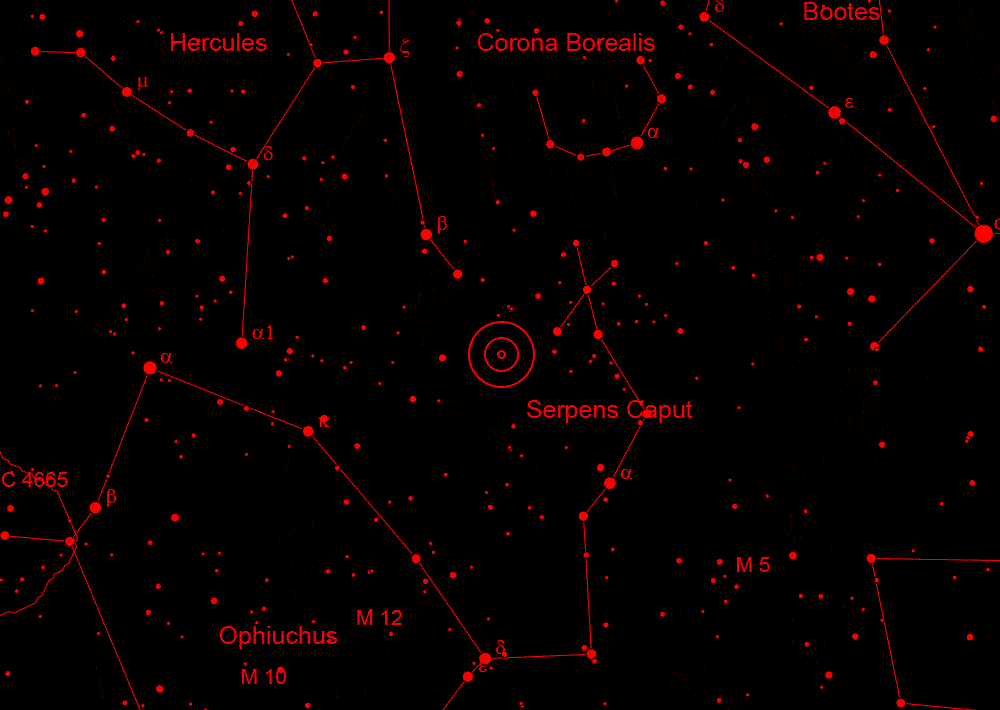 δ
Bootes
Hercules
ζ
Corona Borealis
μ
ε
α
δ
β
α1
α
Serpens Caput
κ
C 4665
α
β
M 5
M 12
Ophiuchus
δ
ε
M 10